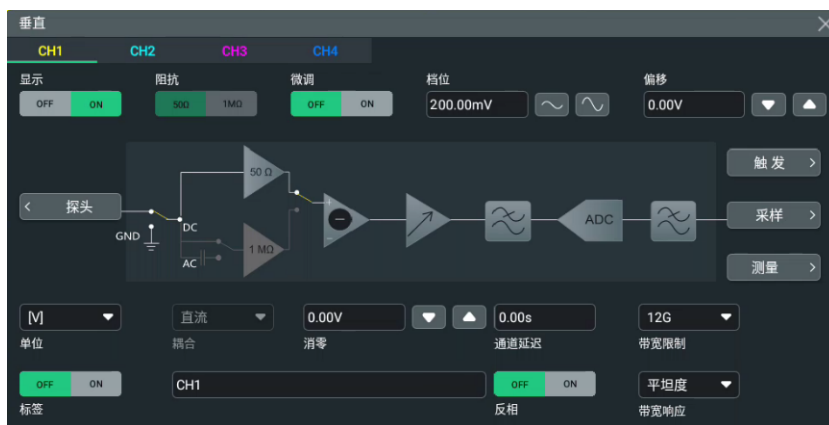 垂直
CH1 CH2 CH3 CH4
显示 阻抗 微调 档位 偏移
OFF ON 50Ω 1MΩ OFF ON 200.00mV 0.00V
触发
50 Ω
探头 采样
DC ADC
GND
1 MΩ
AC 测量
[V] 直流 0.00V 0.00s 12G
单位 耦合 消零 通道延迟 带宽限制
OFF ON CH1 OFF ON 平坦度
标签 反相 带宽响应